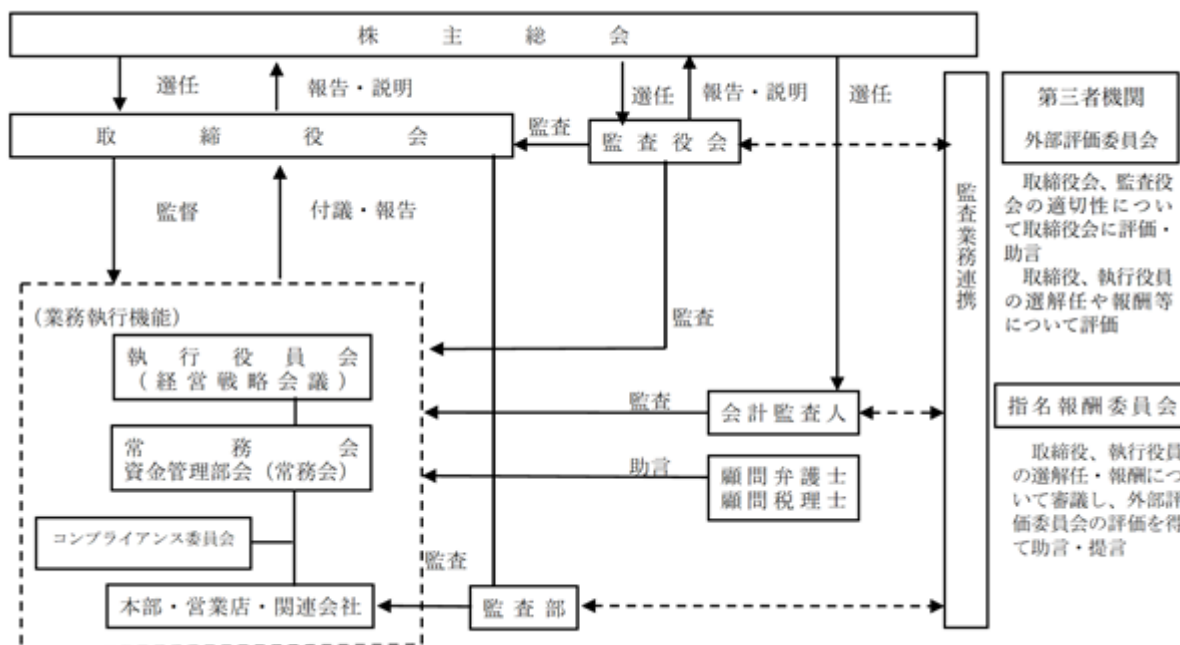 株主総会
選任
報告・説明
選任
報告・説明
選任
取締役会
監査
監査役会
監督
付議・報告
監査
(業務執行機能)
執行役員会
(経営戦略会議)
監査
会計監査人
常務会
資金管理部会(常務会)
助言
顧問弁護士
顧問税理士
コンプライアンス委員会
監査
本部・営業店・関連会社
監査部
監査業務連携
第三者機関
外部評価委員会
取締役会、監査役
会の適切性につい
て取締役会に評価・
助言
取締役、執行役員
の選解任や報酬等
について評価
指名報酬委員会
取締役、執行役員
の選解任・報酬につ
いて審議し、外部評
価委員会の評価を得
て助言・提言